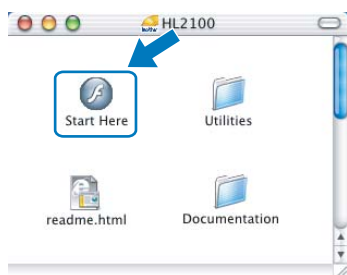 HL2100
Start Here
Utilities
readme.html
Documentation